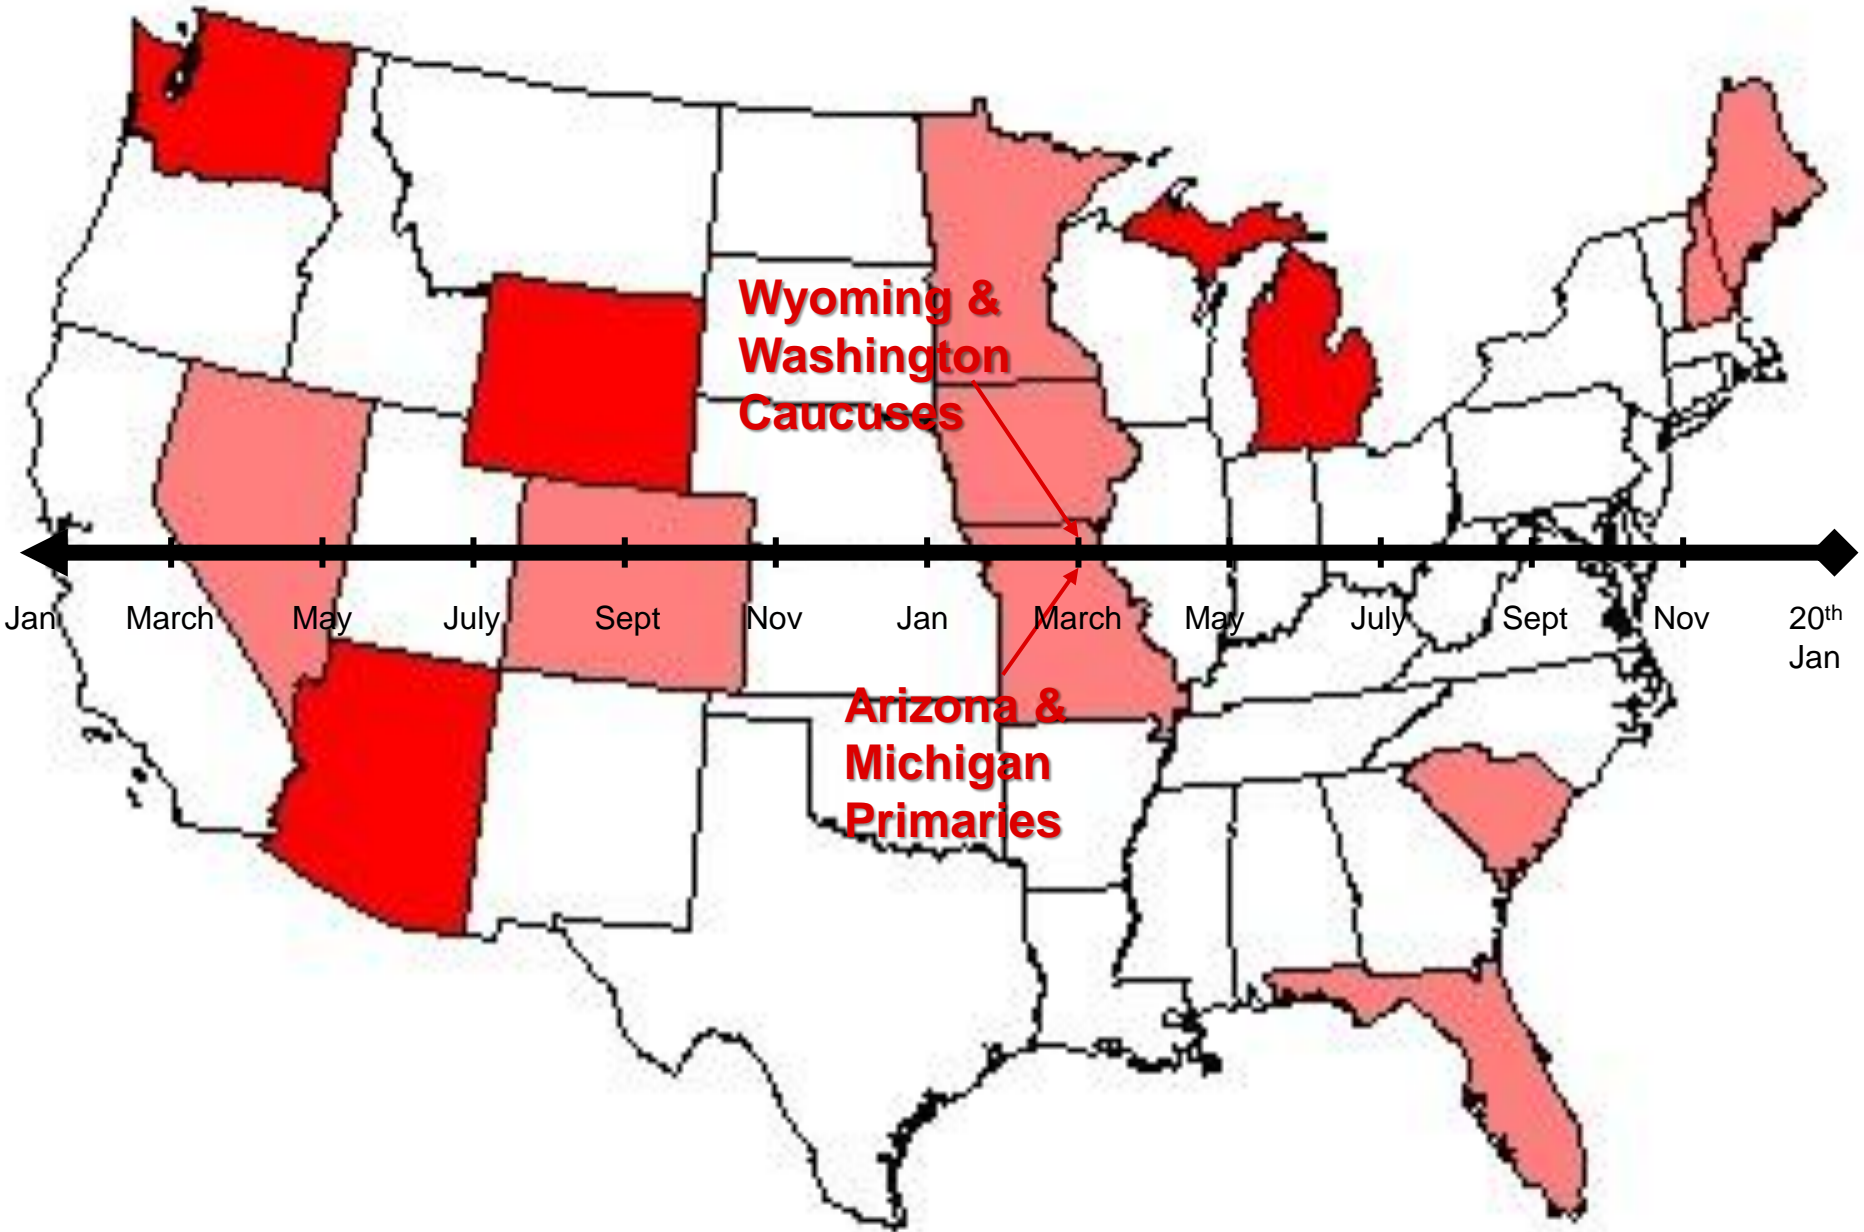 Wyoming &
Washington
Caucuses
Jan March May July Sept Nov Jan March May July Sept Nov 20th
Jan
Arizona &
Michigan
Primaries